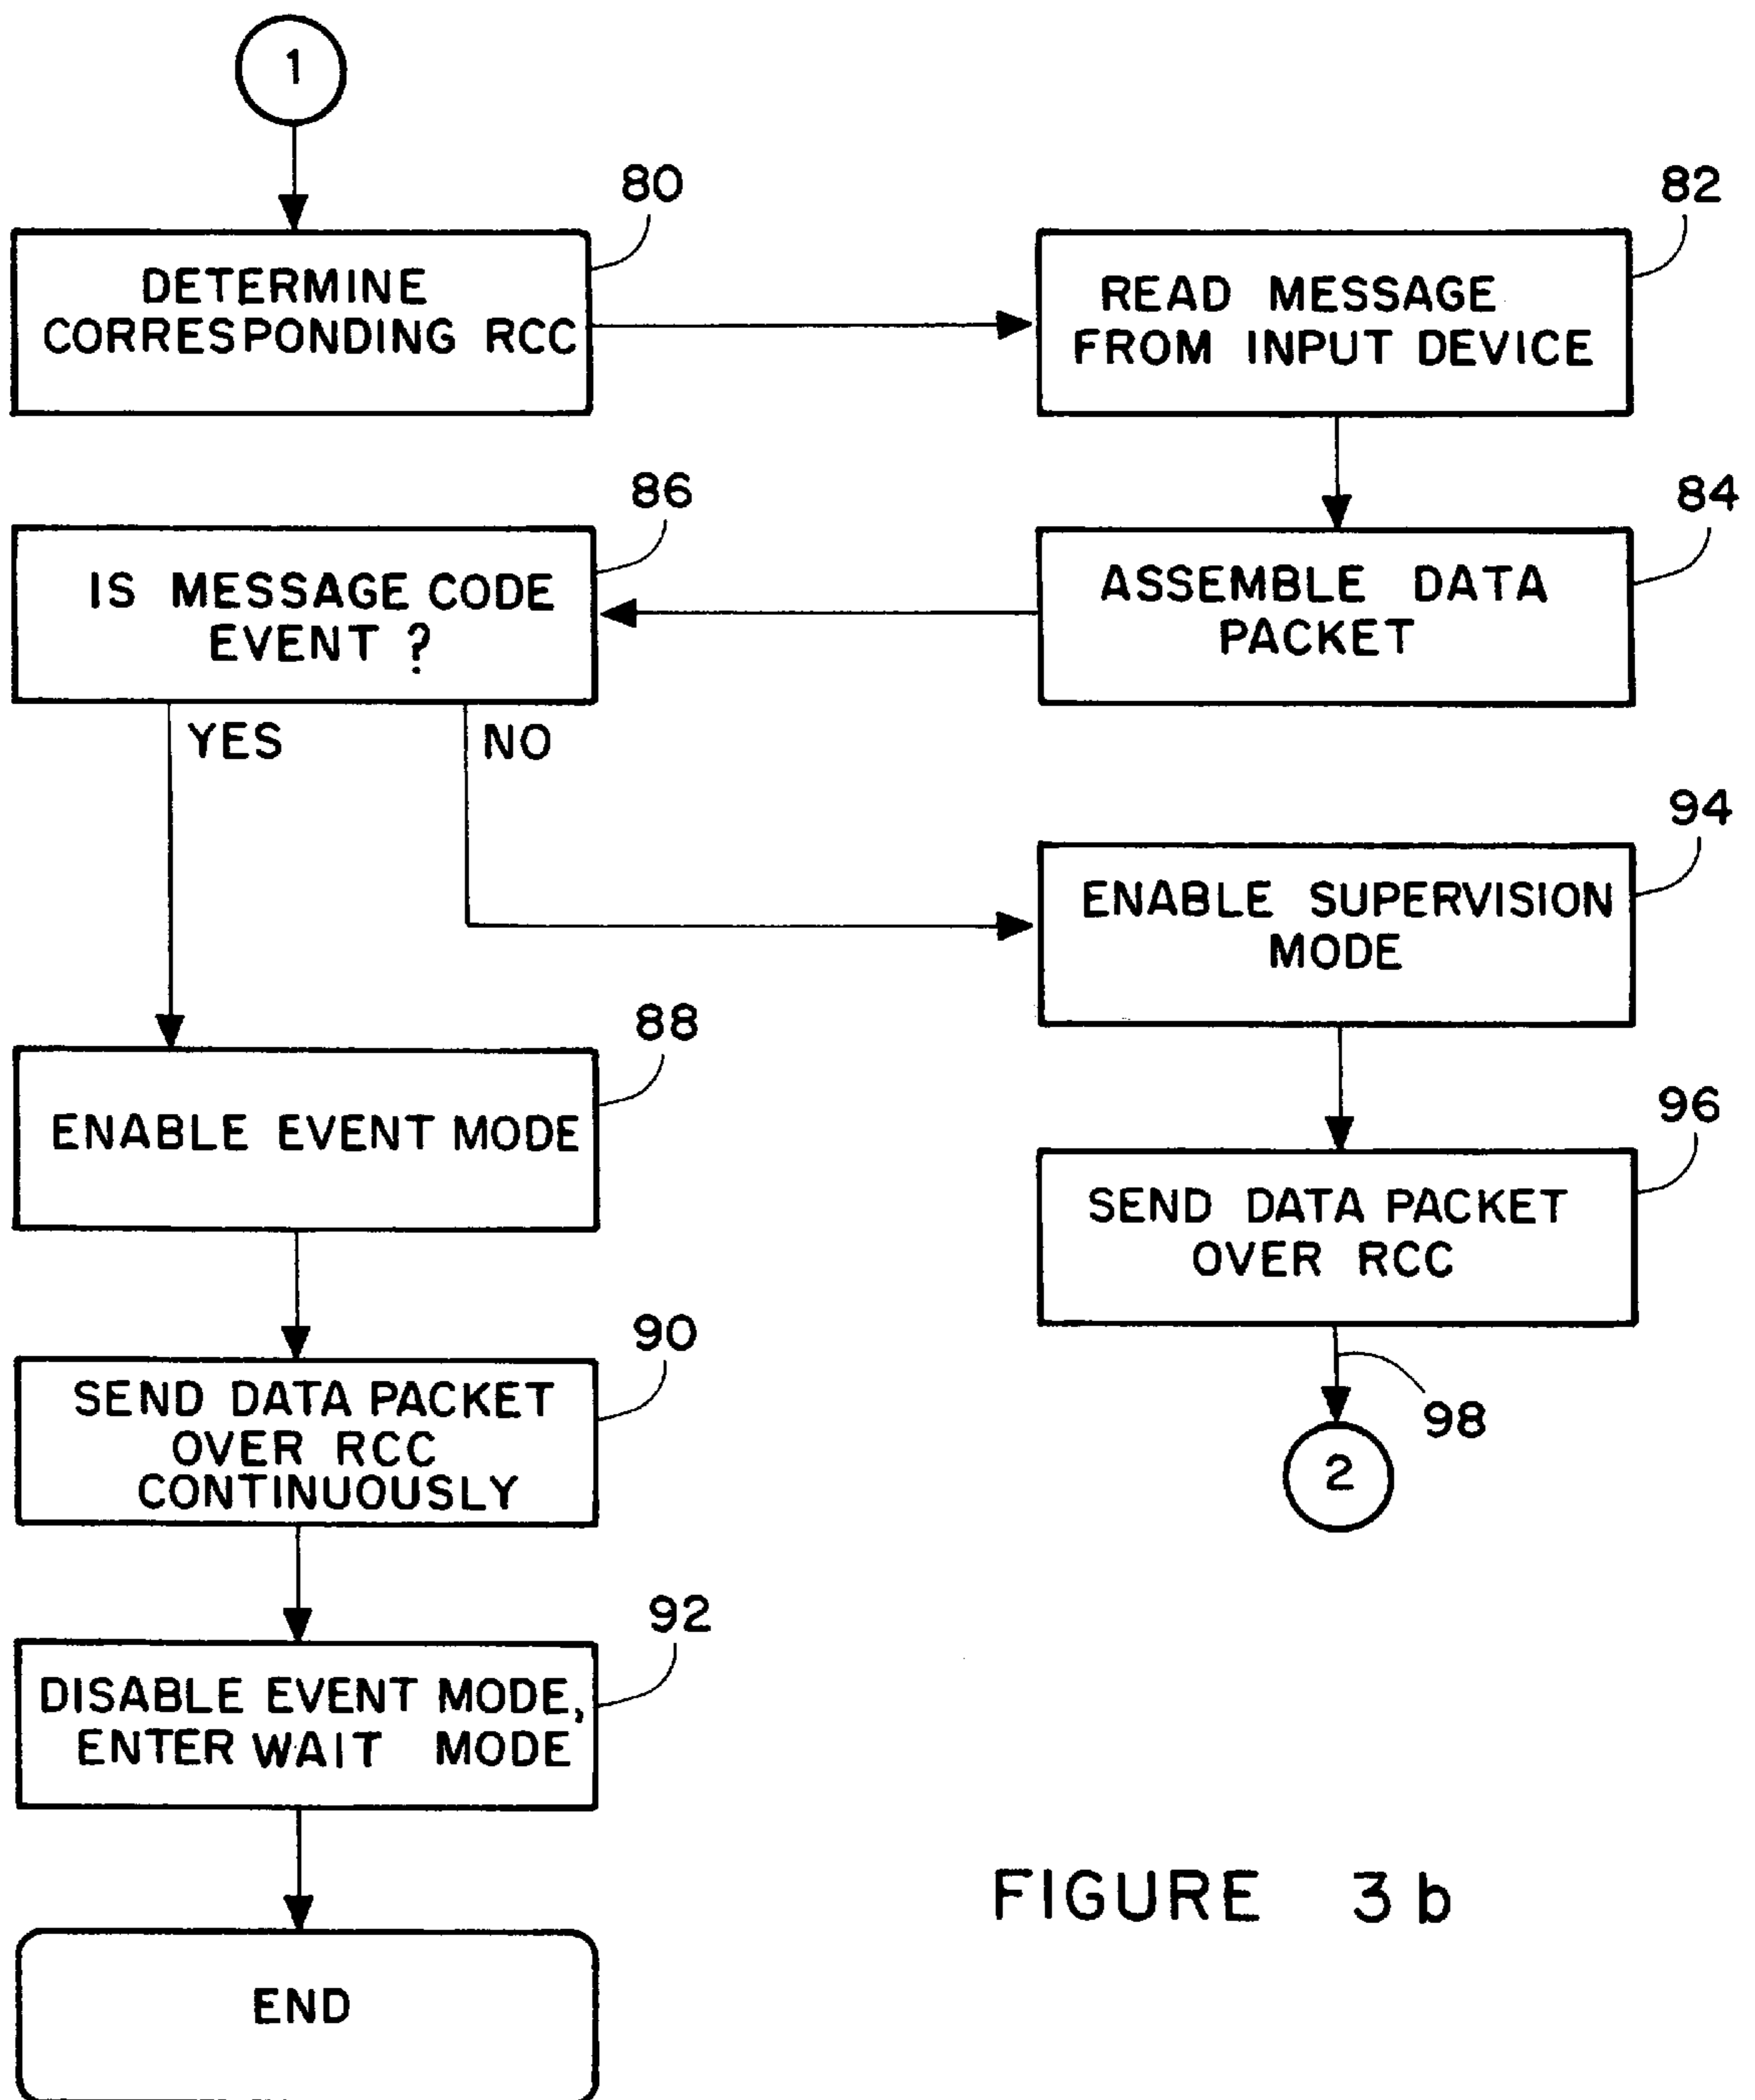 1
80
DETERMINE
CORRESPONDING RCC
82
READ MESSAGE
FROM INPUT DEVICE
84
ASSEMBLE DATA
PACKET
86
IS MESSAGE CODE
EVENT ?
YES
NO
94
ENABLE SUPERVISION
MODE
88
ENABLE EVENT MODE
96
SEND DATA PACKET
OVER RCC
98
2
90
SEND DATA PACKET
OVER RCC
CONTINUOUSLY
92
DISABLE EVENT MODE,
ENTER WAIT MODE
END
FIGURE 3b